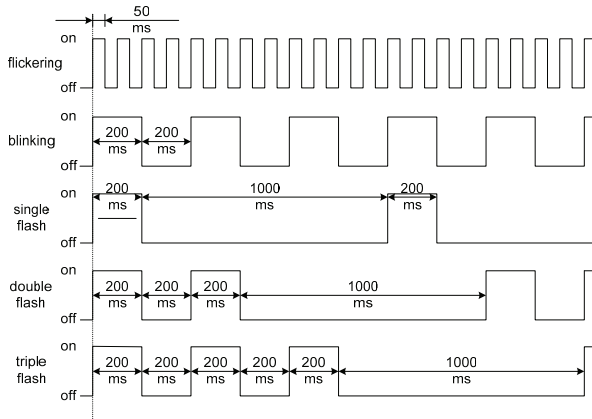 50
ms
on
flickering
off
on
blinking
200 200
ms ms
off
on
200 1000 200
ms ms
single
flash
off
on
double
flash
200 200 200 1000
ms ms ms ms
off
on
triple
flash
200 200 200 200 200 1000
ms ms ms ms ms ms
off